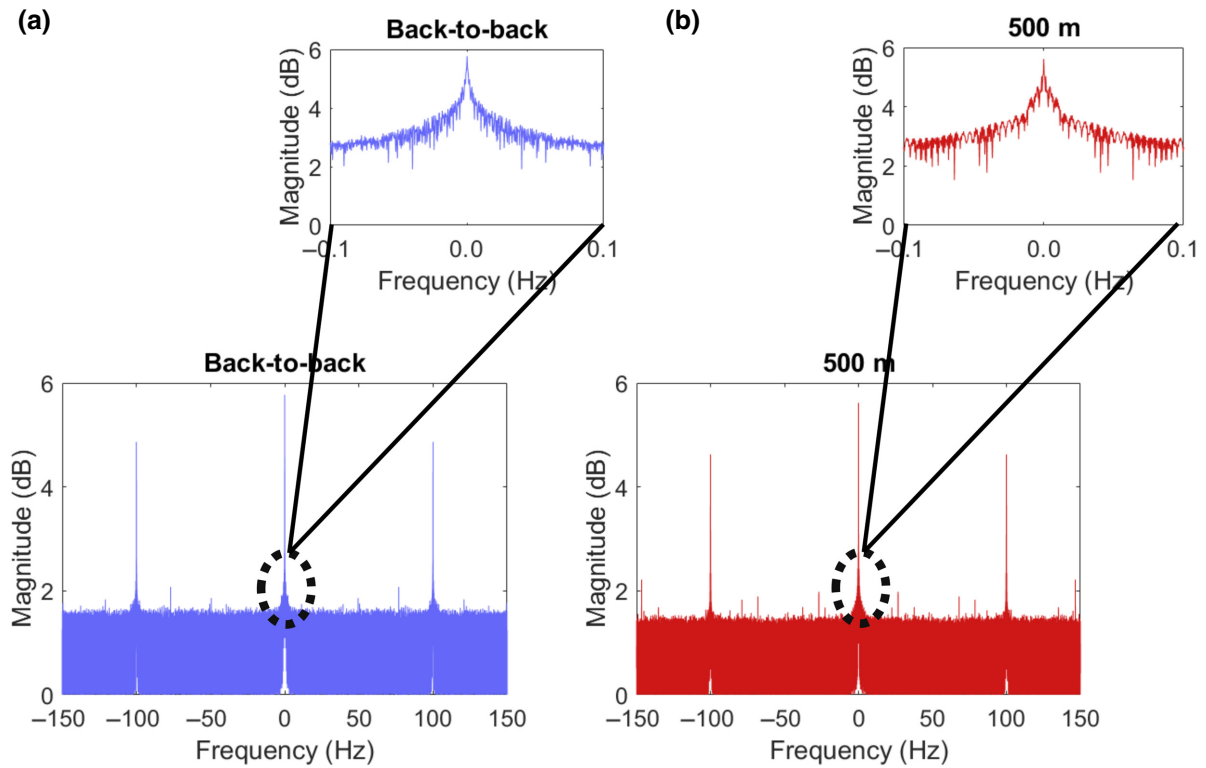 (a)
Back-to-back
Magnitude (dB)
6
4
2
0
–0.1
0.0
0.1
Frequency (Hz)
Back-to-back
Magnitude (dB)
6
4
2
0
–150
–100
–50
0
50
100
150
Frequency (Hz)
(b)
500 m
Magnitude (dB)
6
4
2
0
–0.1
0.0
0.1
Frequency (Hz)
500 m
Magnitude (dB)
6
4
2
0
–150
–100
–50
0
50
100
150
Frequency (Hz)